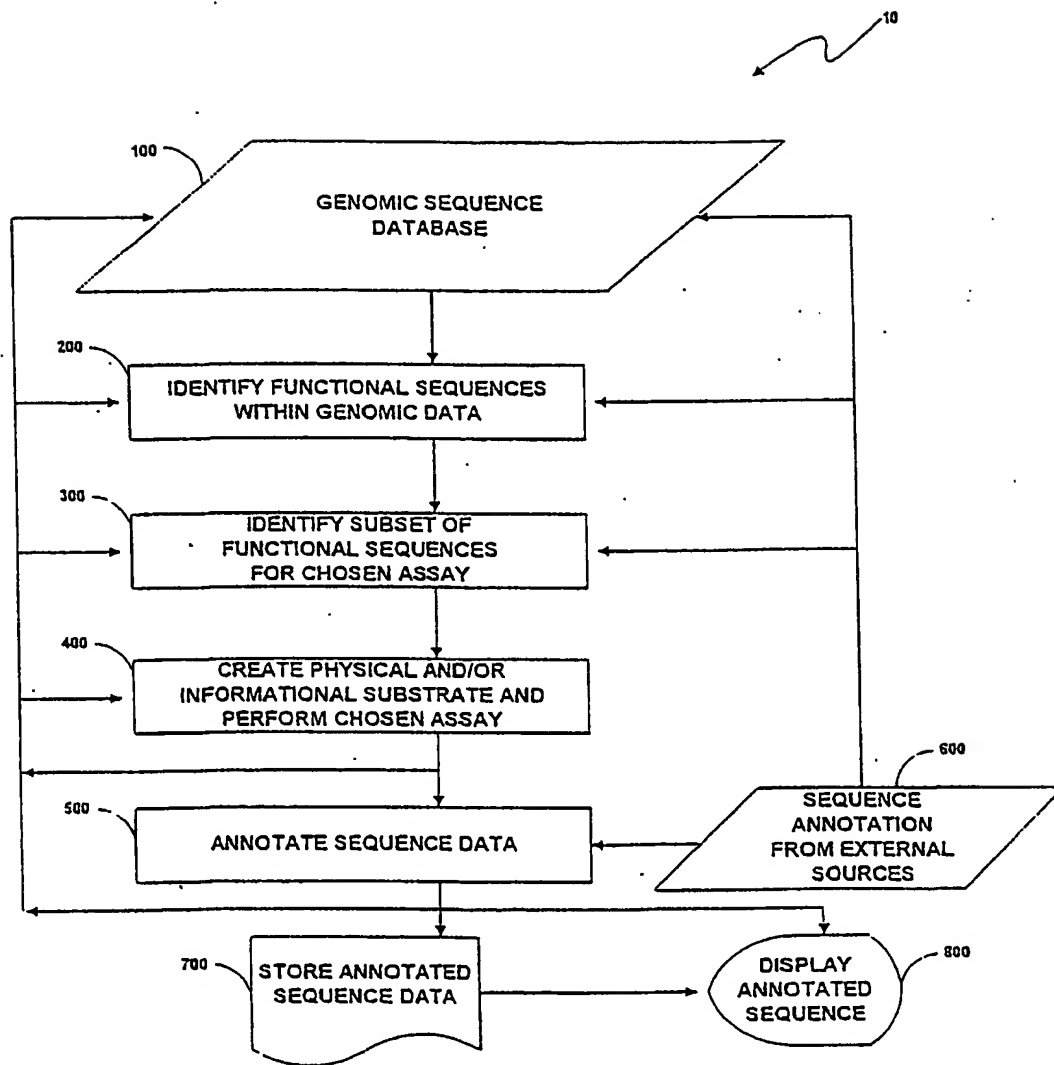 10
100
GENOMIC SEQUENCE
DATABASE
200
IDENTIFY FUNCTIONAL SEQUENCES
WITHIN GENOMIC DATA
300
IDENTIFY SUBSET OF
FUNCTIONAL SEQUENCES
FOR CHOSEN ASSAY
400
CREATE PHYSICAL AND/OR
INFORMATIONAL SUBSTRATE AND
PERFORM CHOSEN ASSAY
500
ANNOTATE SEQUENCE DATA
600
SEQUENCE
ANNOTATION
FROM EXTERNAL
SOURCES
700
STORE ANNOTATED
SEQUENCE DATA
800
DISPLAY
ANNOTATED
SEQUENCE